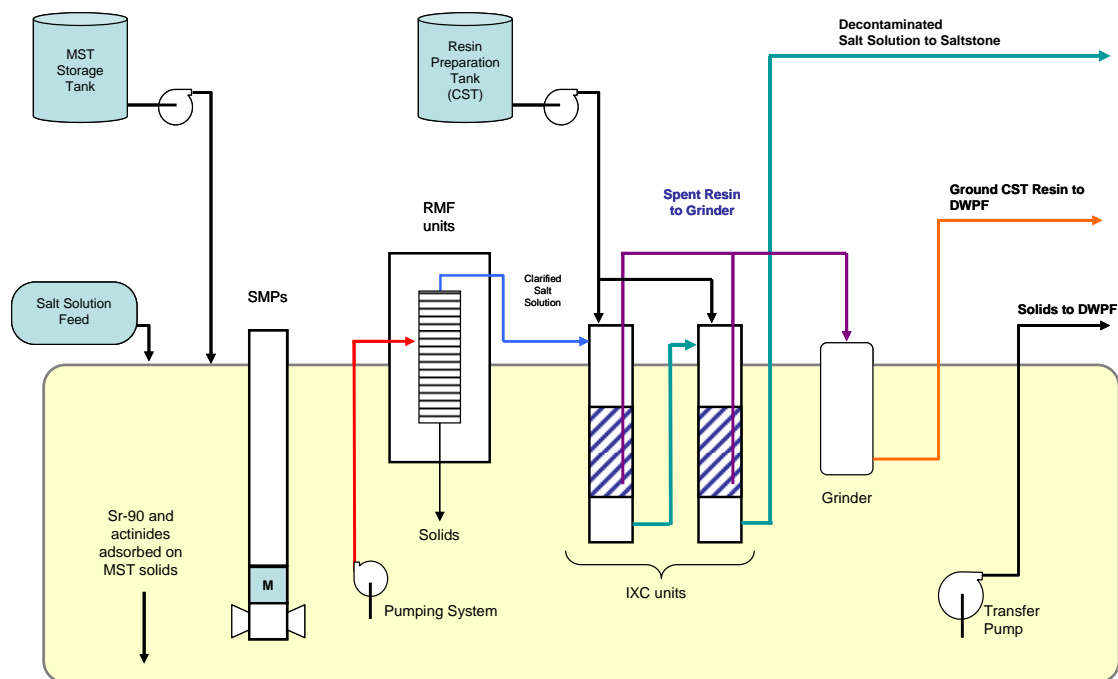 MST
Storage
Tank
Resin
Preparation
Tank
(CST)
Decontaminated
Salt Solution to Saltstone
Spent Resin
to Grinder
Ground CST Resin to
DWPF
RMF
units
Clarified
Salt
Solution
SMPs
Salt Solution
Feed
Solids to DWPF
Sr-90 and
actinides
adsorbed on
MST solids
M
Solids
Pumping System
IXC units
Grinder
Transfer
Pump